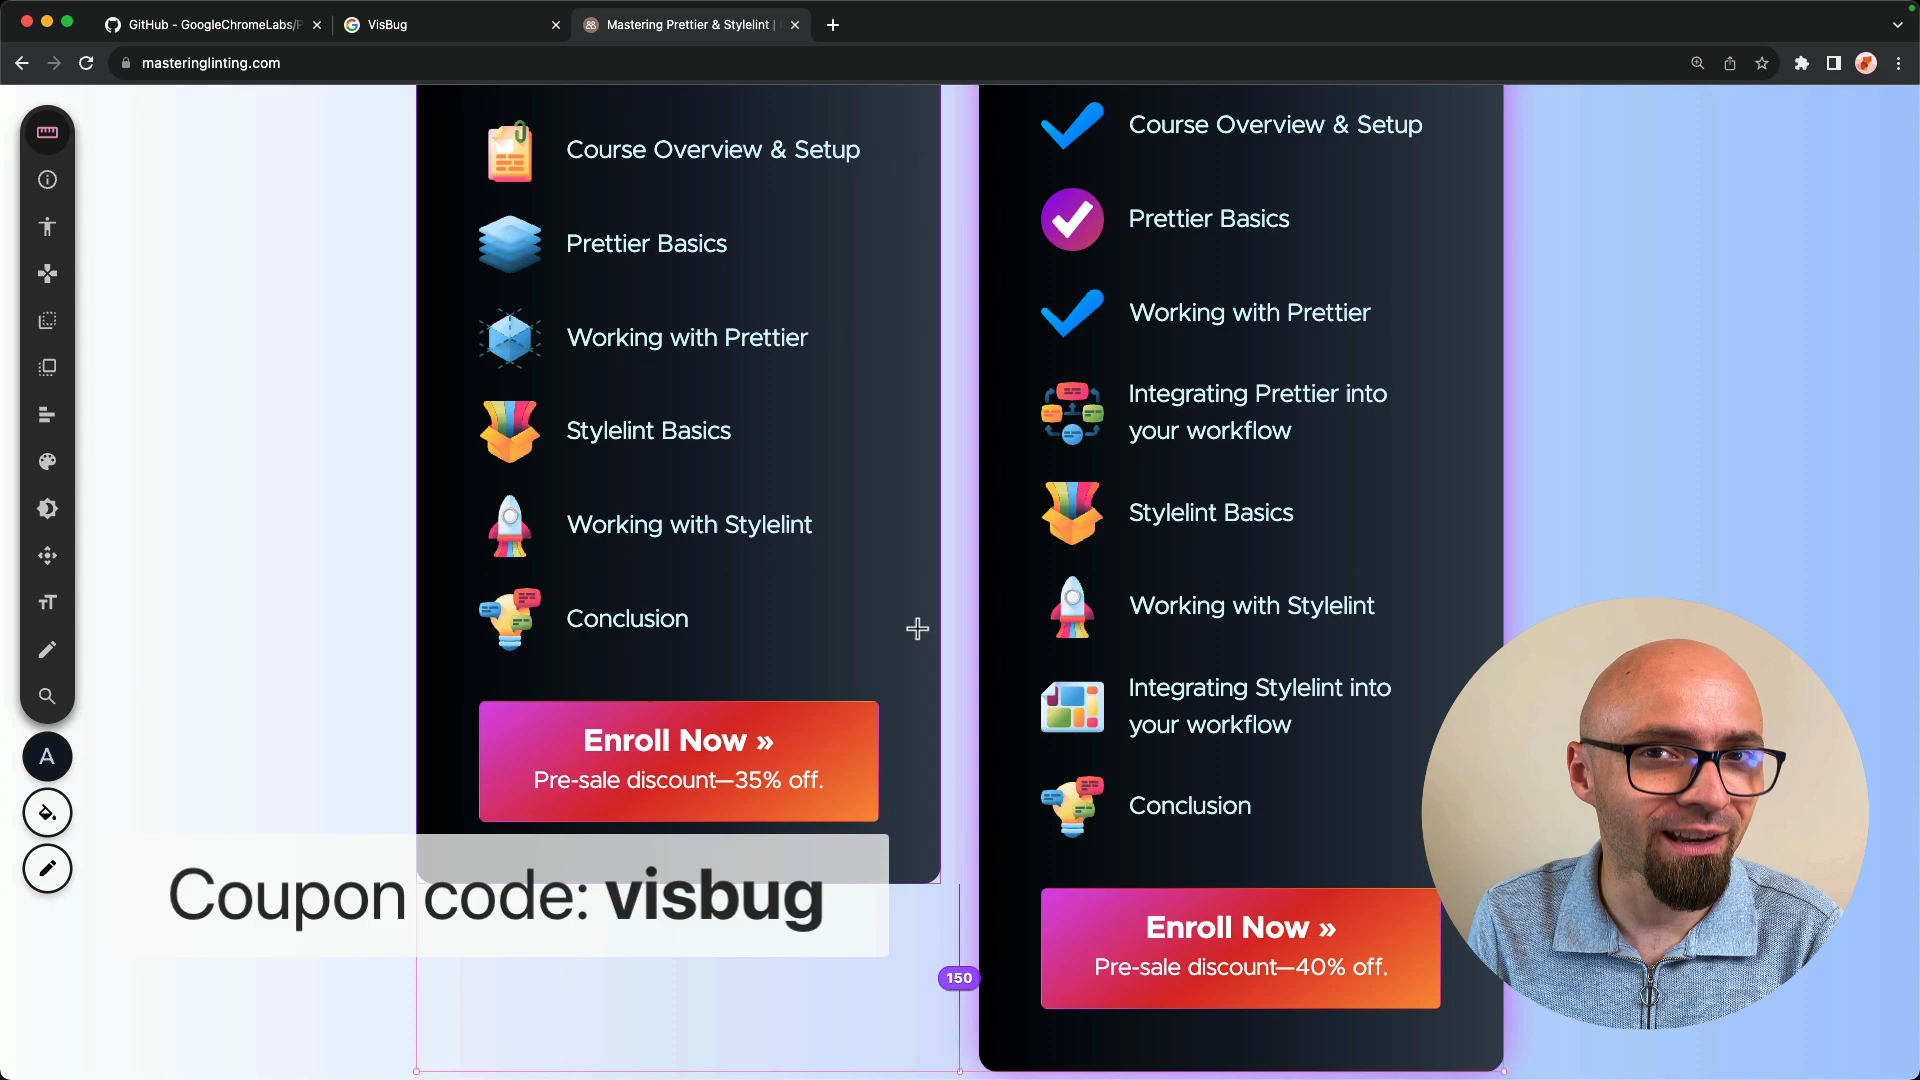 GitHub - GoogleChromeLabs/P
VisBug
Mastering Prettier & Stylelint |
masteringlinting.com
Course Overview & Setup
Prettier Basics
Working with Prettier
Stylelint Basics
Working with Stylelint
Conclusion
Enroll Now »
Pre-sale discount—35% off.
Course Overview & Setup
Prettier Basics
Working with Prettier
Integrating Prettier into
your workflow
Stylelint Basics
Working with Stylelint
Integrating Stylelint into
your workflow
Conclusion
Enroll Now »
Pre-sale discount—40% off.
A
Coupon code: visbug
150